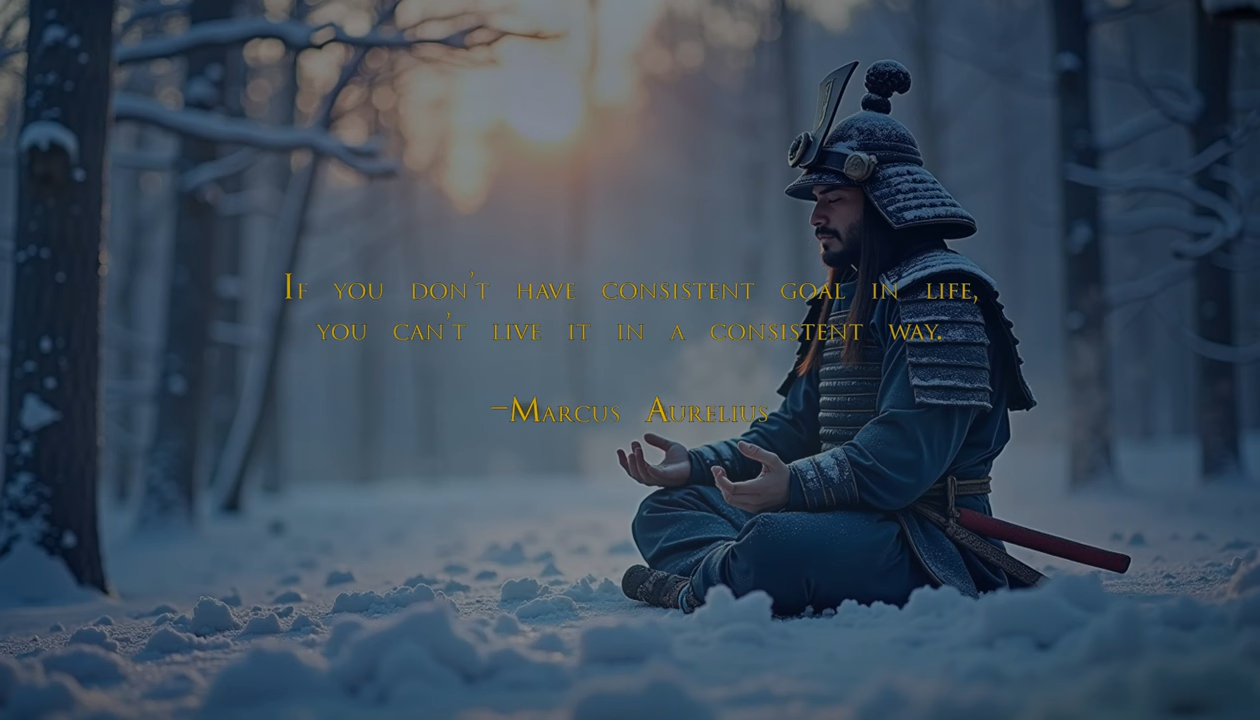 If you don't have consistent goal in life,
you can't live it in a consistent way.
–Marcus Aurelius